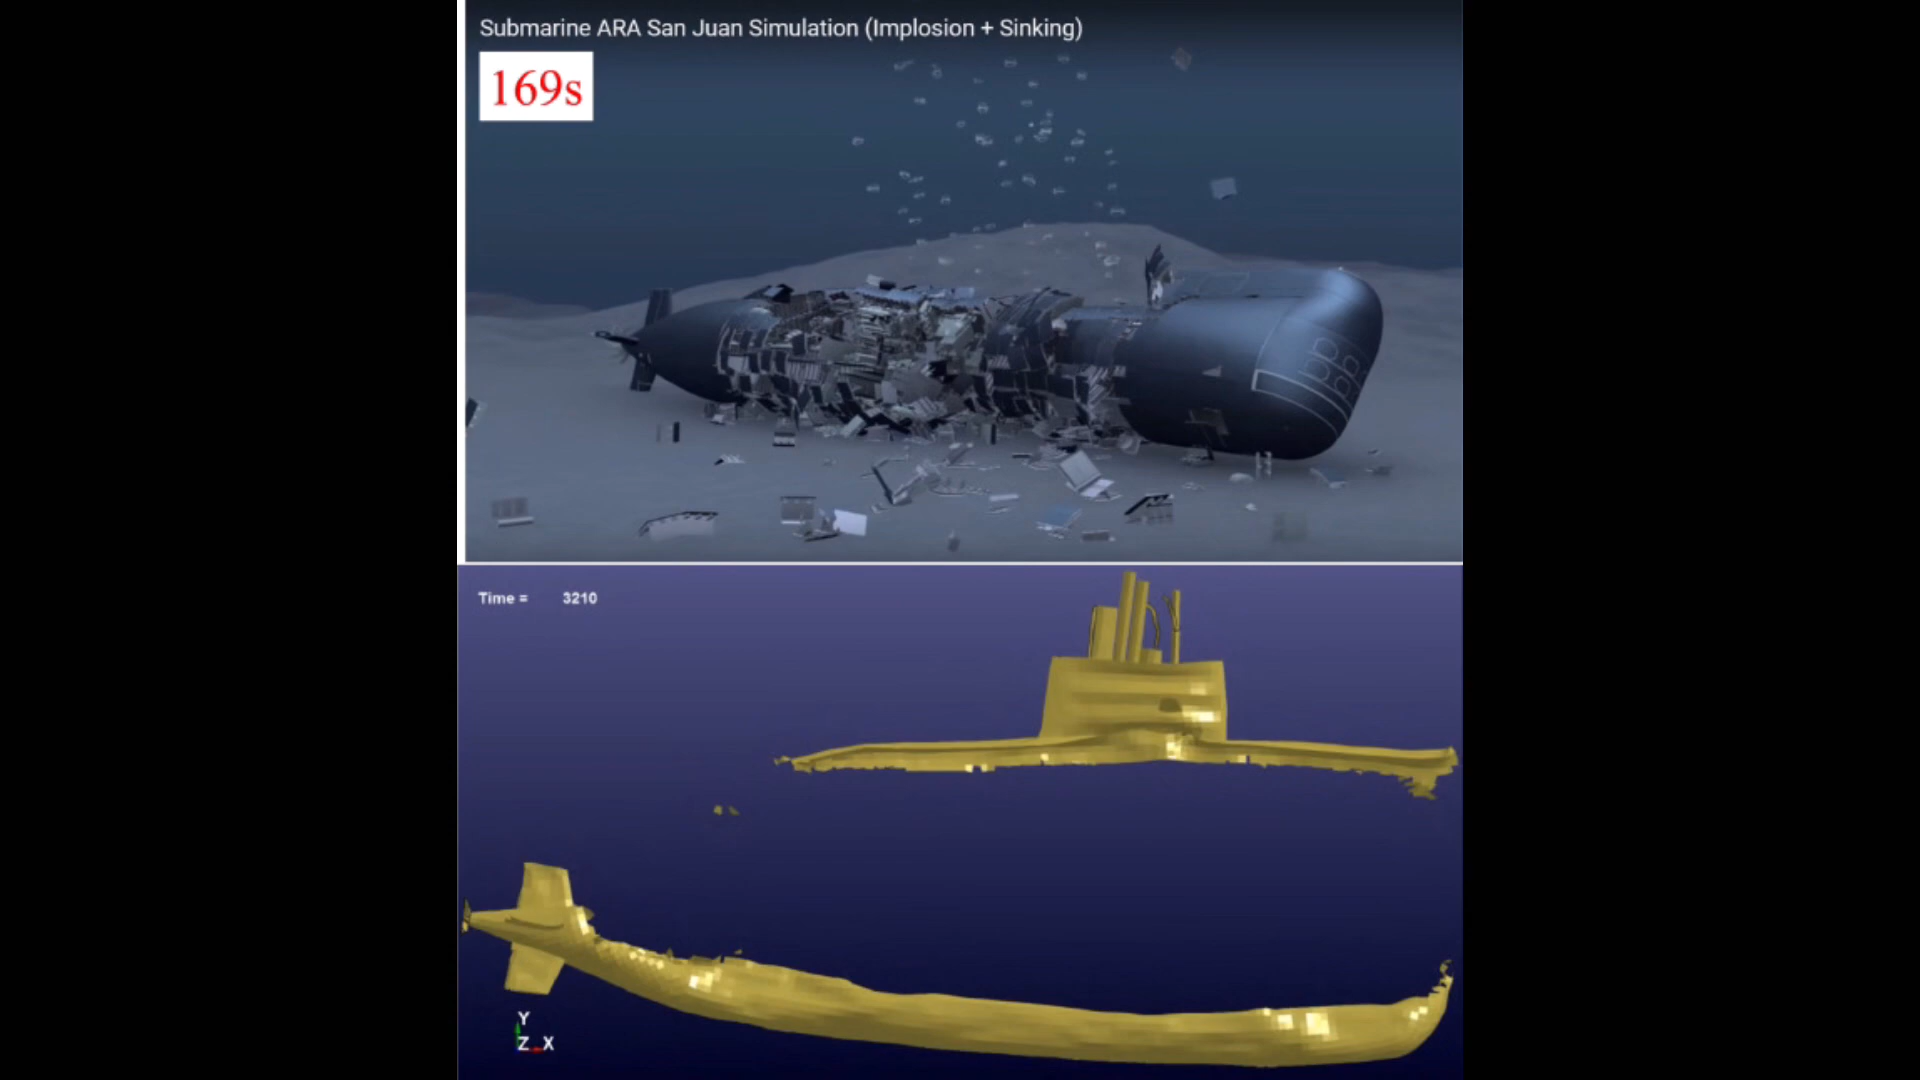 Submarine ARA San Juan Simulation (Implosion + Sinking)
169s
Time = 3210
Y
Z X